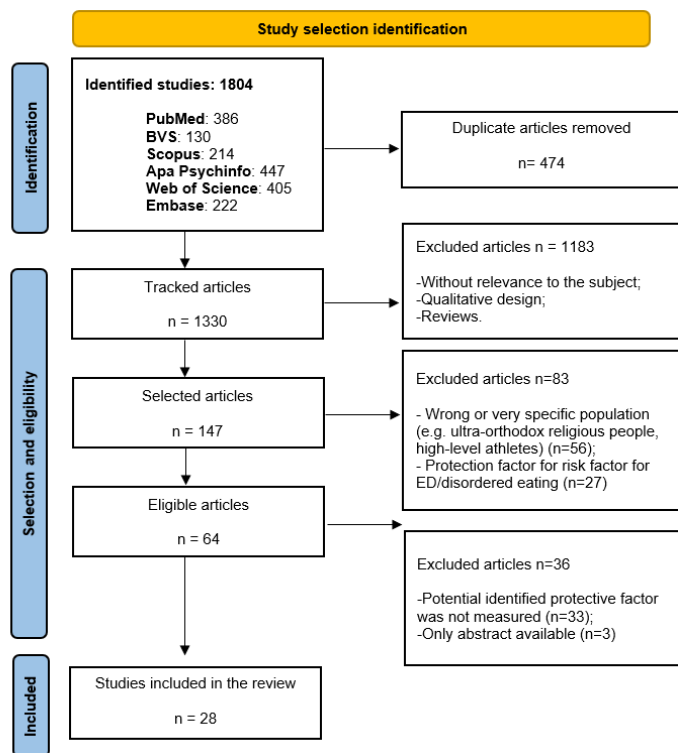 Study selection identification
Identification
Identified studies: 1804
PubMed: 386
BVS: 130
Scopus: 214
Apa Psychinfo: 447
Web of Science: 405
Embase: 222
Duplicate articles removed
n= 474
Selection and eligibility
Tracked articles
n = 1330
Excluded articles n = 1183
-Without relevance to the subject;
-Qualitative design;
-Reviews.
Selected articles
n = 147
Excluded articles n=83
- Wrong or very specific population
(e.g. ultra-orthodox religious people,
high-level athletes) (n=56);
- Protection factor for risk factor for
ED/disordered eating (n=27)
Eligible articles
n = 64
Excluded articles n=36
-Potential identified protective factor
was not measured (n=33);
-Only abstract available (n=3)
Included
Studies included in the review
n = 28